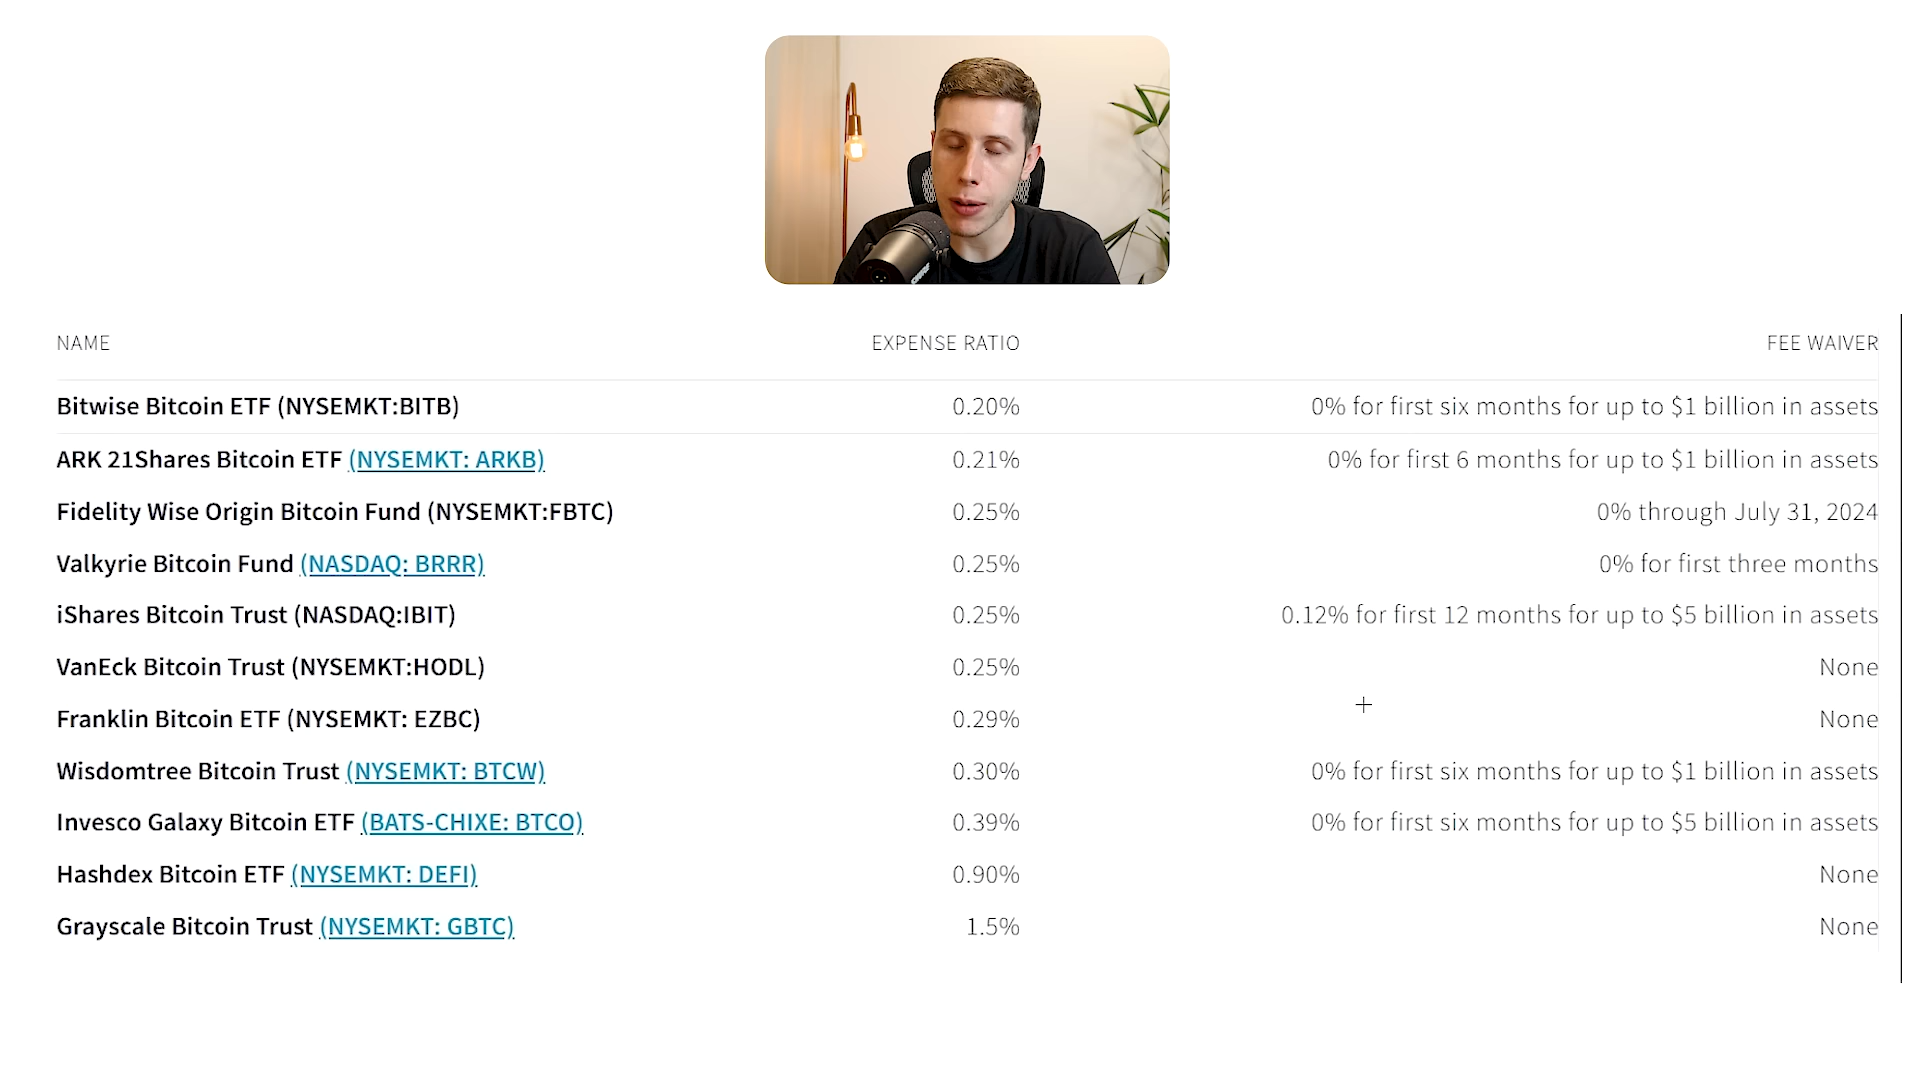 NAME EXPENSE RATIO FEE WAIVER
Bitwise Bitcoin ETF (NYSEMKT:BITB) 0.20% 0% for first six months for up to $1 billion in assets
ARK 21Shares Bitcoin ETF (NYSEMKT: ARKB) 0.21% 0% for first 6 months for up to $1 billion in assets
Fidelity Wise Origin Bitcoin Fund (NYSEMKT:FBTC) 0.25% 0% through July 31, 2024
Valkyrie Bitcoin Fund (NASDAQ: BRRR) 0.25% 0% for first three months
iShares Bitcoin Trust (NASDAQ:IBIT) 0.25% 0.12% for first 12 months for up to $5 billion in assets
VanEck Bitcoin Trust (NYSEMKT:HODL) 0.25% None
Franklin Bitcoin ETF (NYSEMKT: EZBC) 0.29% None
Wisdomtree Bitcoin Trust (NYSEMKT: BTCW) 0.30% 0% for first six months for up to $1 billion in assets
Invesco Galaxy Bitcoin ETF (BATS-CHIXE: BTCO) 0.39% 0% for first six months for up to $5 billion in assets
Hashdex Bitcoin ETF (NYSEMKT: DEFI) 0.90% None
Grayscale Bitcoin Trust (NYSEMKT: GBTC) 1.5% None